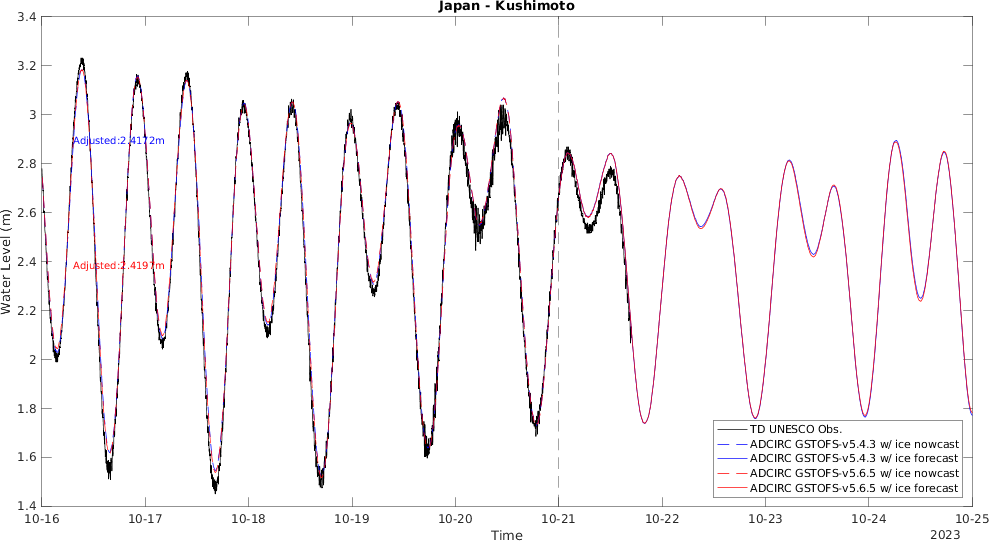 Japan - Kushimoto
3.4
3.2
3
2.8
2.6
2.4
2.2
2
1.8
1.6
1.4
Water Level (m)
Adjusted:2.4172m
Adjusted:2.4197m
TD UNESCO Obs.
ADCIRC GSTOFS-v5.4.3 w/ ice nowcast
ADCIRC GSTOFS-v5.4.3 w/ ice forecast
ADCIRC GSTOFS-v5.6.5 w/ ice nowcast
ADCIRC GSTOFS-v5.6.5 w/ ice forecast
10-16 10-17 10-18 10-19 10-20 10-21 10-22 10-23 10-24 10-25
Time
2023